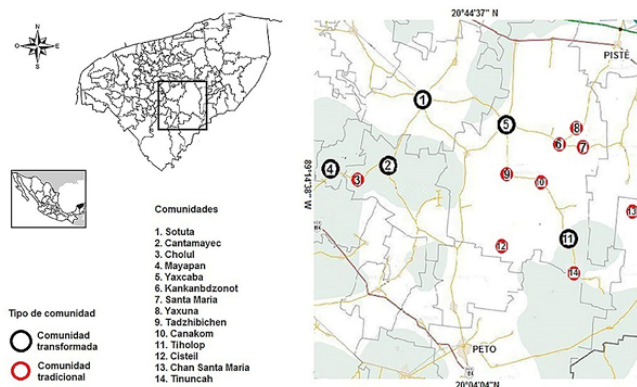 N
O
E
S
Comunidades
1. Sotuta
2. Cantamayec
3. Cholul
4. Mayapan
5. Yaxcaba
6. Kankanbdzonot
7. Santa Maria
8. Yaxuna
9. Tadzhibichen
10. Canakom
11. Tiholop
12. Cisteil
13. Chan Santa Maria
14. Tinuncah
Tipo de comunidad
Comunidad
transformada
Comunidad
tradicional
20°44'37" N
PISTÉ
1
5
8
6
7
4
3
2
9
10
13
11
12
14
89°14'38" W
PETO
20°04'04" N